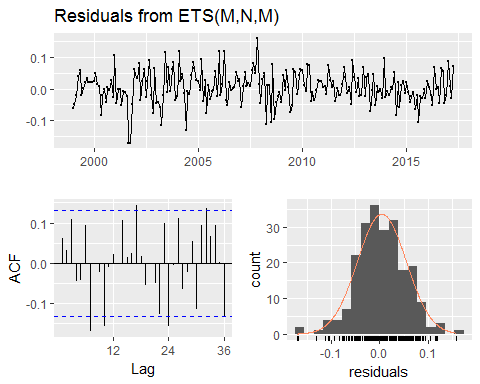 Residuals from ETS(M,N,M)
0.1
0.0
-0.1
2000 2005 2010 2015
0.1
0.0
-0.1
ACF
12 24 36
Lag
30
20
10
0
count
-0.1 0.0 0.1
residuals